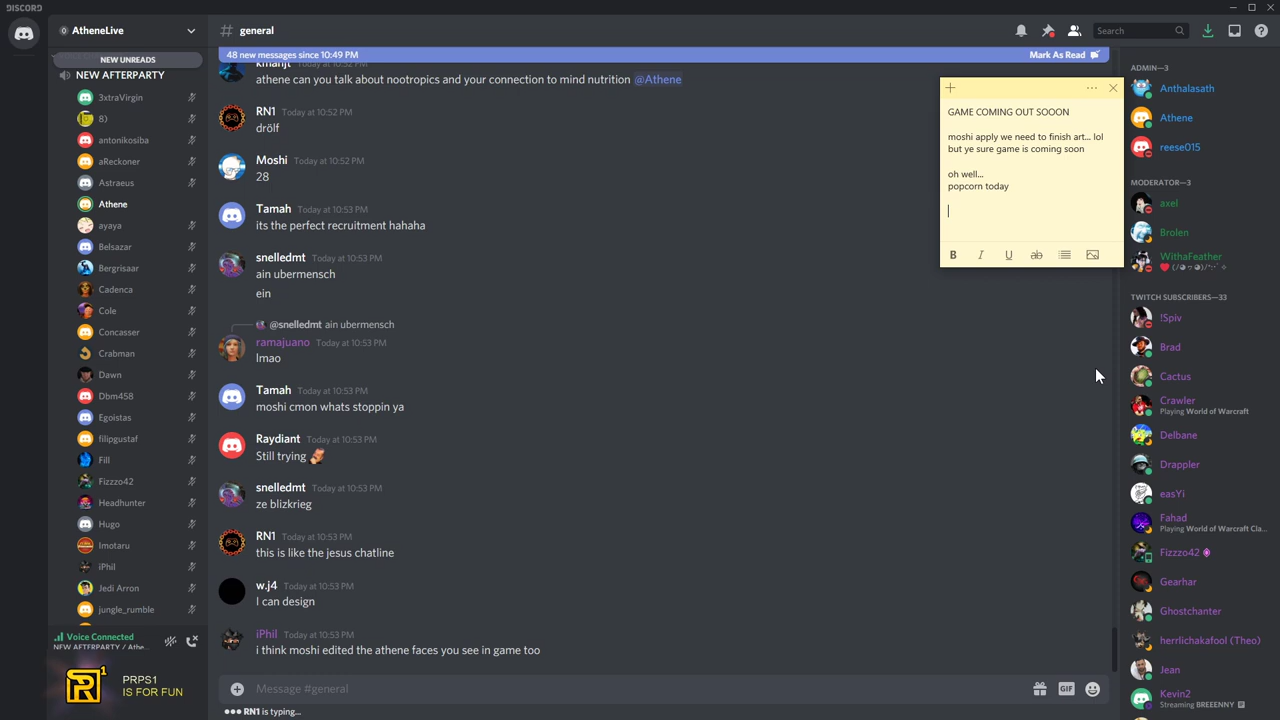 DISCORD
AtheneLive
# general
Search
NEW UNREADS
NEW AFTERPARTY
3xtraVirgin
8)
antonikosiba
aReckoner
Astraeus
Athene
ayaya
Belsazar
Bergrisaar
Cadenca
Cole
Concasser
Crabman
Dawn
Dbm458
Egoistas
filipgustaf
Fill
Fizzzo42
Headhunter
Hugo
Imotaru
iPhil
Jedi Arron
jungle_rumble
Voice Connected
NEW AFTERPARTY / Athe...
PRPS1
IS FOR FUN
48 new messages since 10:49 PM
Mark As Read
athene can you talk about nootropics and your connection to mind nutrition @Athene
RN1 Today at 10:52 PM
drölf
Moshi Today at 10:52 PM
28
Tamah Today at 10:53 PM
its the perfect recruitment hahaha
snelledmt Today at 10:53 PM
ain ubermensch
ein
@snelledmt ain ubermensch
ramajuano Today at 10:53 PM
lmao
Tamah Today at 10:53 PM
moshi cmon whats stoppin ya
Raydiant Today at 10:53 PM
Still trying
snelledmt Today at 10:53 PM
ze blizkrieg
RN1 Today at 10:53 PM
this is like the jesus chatline
w.j4 Today at 10:53 PM
I can design
iPhil Today at 10:53 PM
i think moshi edited the athene faces you see in game too
Message #general
GIF
RN1 is typing...
GAME COMING OUT SOOON
moshi apply we need to finish art... lol
but ye sure game is coming soon
oh well...
popcorn today
B I U ab
ADMIN—3
Anthalasath
Athene
reese015
MODERATOR—3
axel
Brolen
WithaFeather
TWITCH SUBSCRIBERS—33
!Spiv
Brad
Cactus
Crawler
Playing World of Warcraft
Delbane
Drappler
easYi
Fahad
Playing World of Warcraft Cla...
Fizzzo42
Gearhar
Ghostchanter
herrlichakafool (Theo)
Jean
Kevin2
Streaming BREEENNY